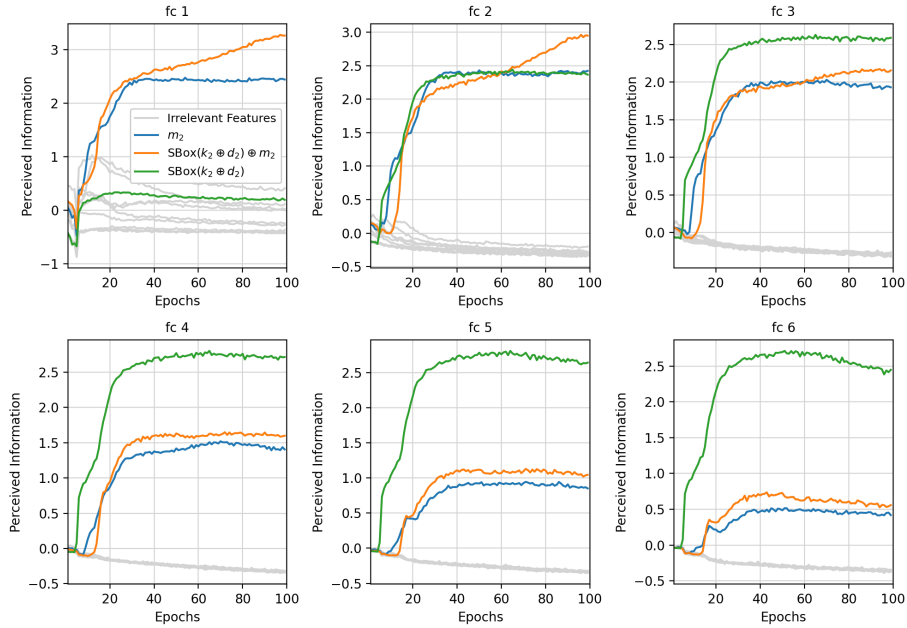 fc 1
fc 2
fc 3
Perceived Information
3
2
1
0
−1
Irrelevant Features
m₂
SBox(k₂ ⊕ d₂) ⊕ m₂
SBox(k₂ ⊕ d₂)
20 40 60 80 100
Epochs
Perceived Information
3.0
2.5
2.0
1.5
1.0
0.5
0.0
−0.5
20 40 60 80 100
Epochs
Perceived Information
2.5
2.0
1.5
1.0
0.5
0.0
20 40 60 80 100
Epochs
fc 4
fc 5
fc 6
Perceived Information
2.5
2.0
1.5
1.0
0.5
0.0
−0.5
20 40 60 80 100
Epochs
Perceived Information
2.5
2.0
1.5
1.0
0.5
0.0
−0.5
20 40 60 80 100
Epochs
Perceived Information
2.5
2.0
1.5
1.0
0.5
0.0
−0.5
20 40 60 80 100
Epochs